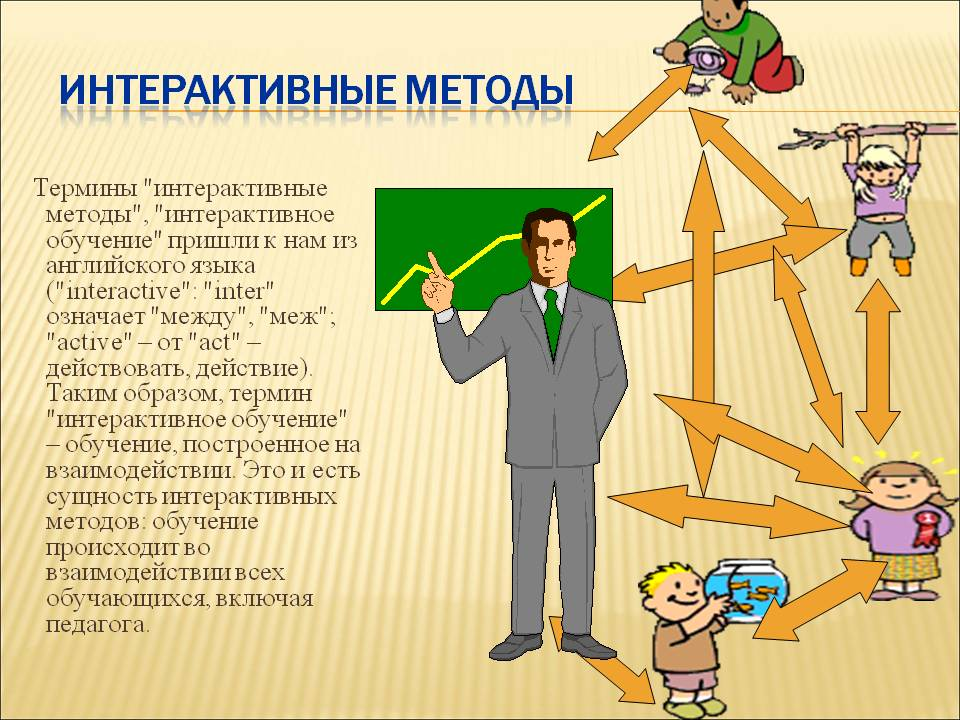 ИНТЕРАКТИВНЫЕ МЕТОДЫ
Термины "интерактивные
методы", "интерактивное
обучение" пришли к нам из
английского языка
("interactive": "inter"
означает "между", "меж";
"active" – от "act" –
действовать, действие).
Таким образом, термин
"интерактивное обучение"
– обучение, построенное на
взаимодействии. Это и есть
сущность интерактивных
методов: обучение
происходит во
взаимодействии всех
обучающихся, включая
педагога.